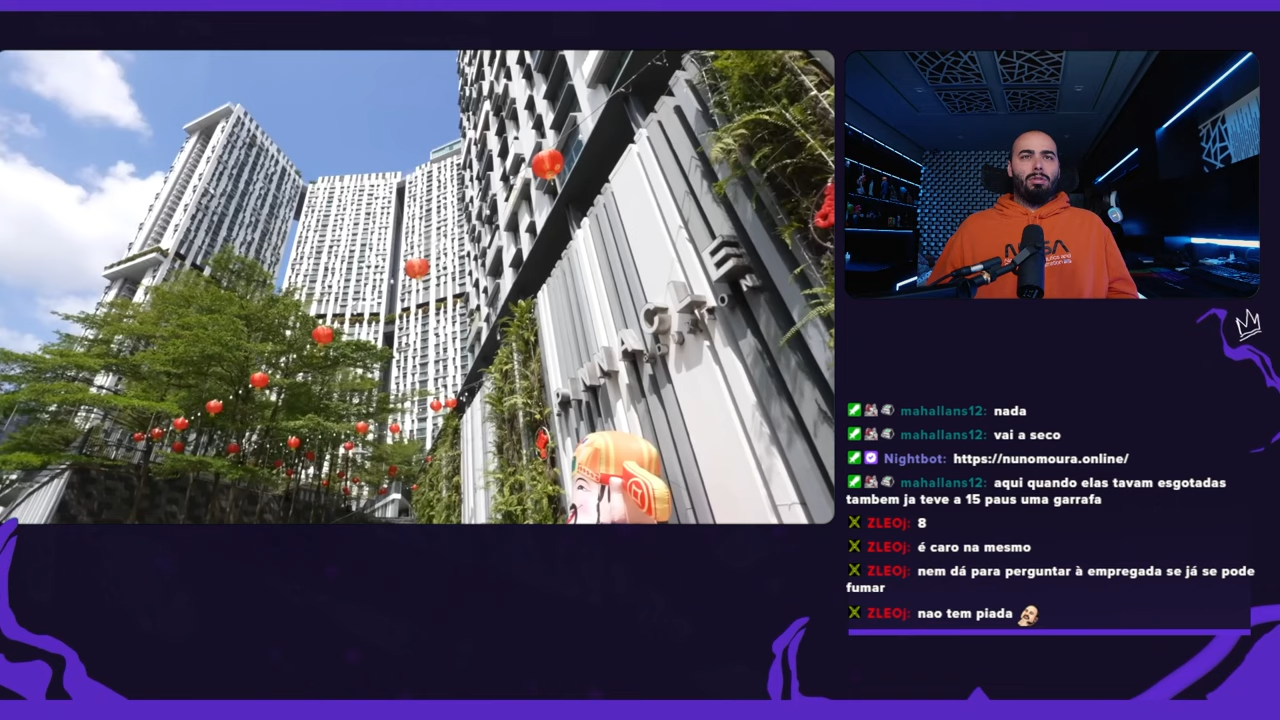 PINNACLE
NASA
mahallans12: nada
mahallans12: vai a seco
Nightbot: https://nunomoura.online/
mahallans12: aqui quando elas tavam esgotadas
tambem ja teve a 15 paus uma garrafa
ZLEOj: 8
ZLEOj: é caro na mesmo
ZLEOj: nem dá para perguntar à empregada se já se pode
fumar
ZLEOj: nao tem piada